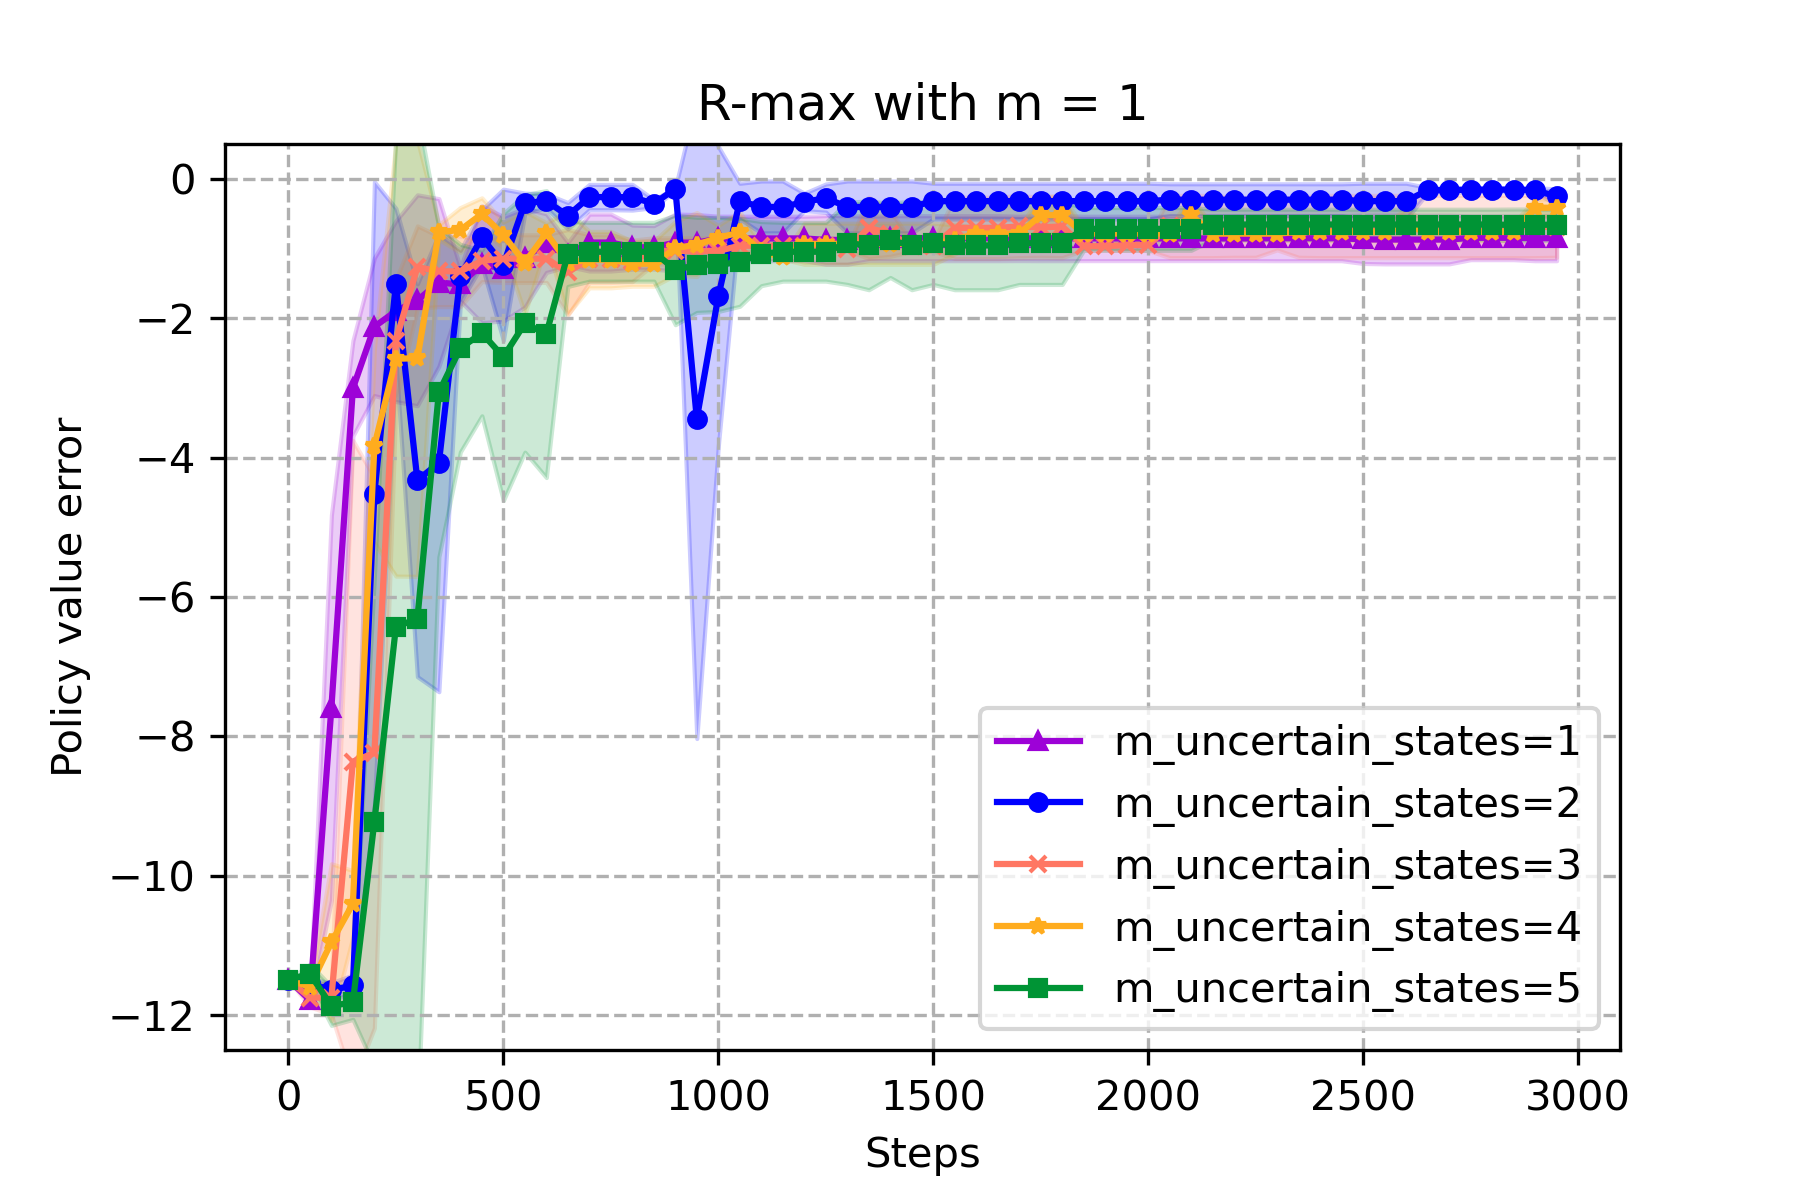 R-max with m = 1
Policy value error
0
−2
−4
−6
−8
−10
−12
0 500 1000 1500 2000 2500 3000
Steps
m_uncertain_states=1
m_uncertain_states=2
m_uncertain_states=3
m_uncertain_states=4
m_uncertain_states=5